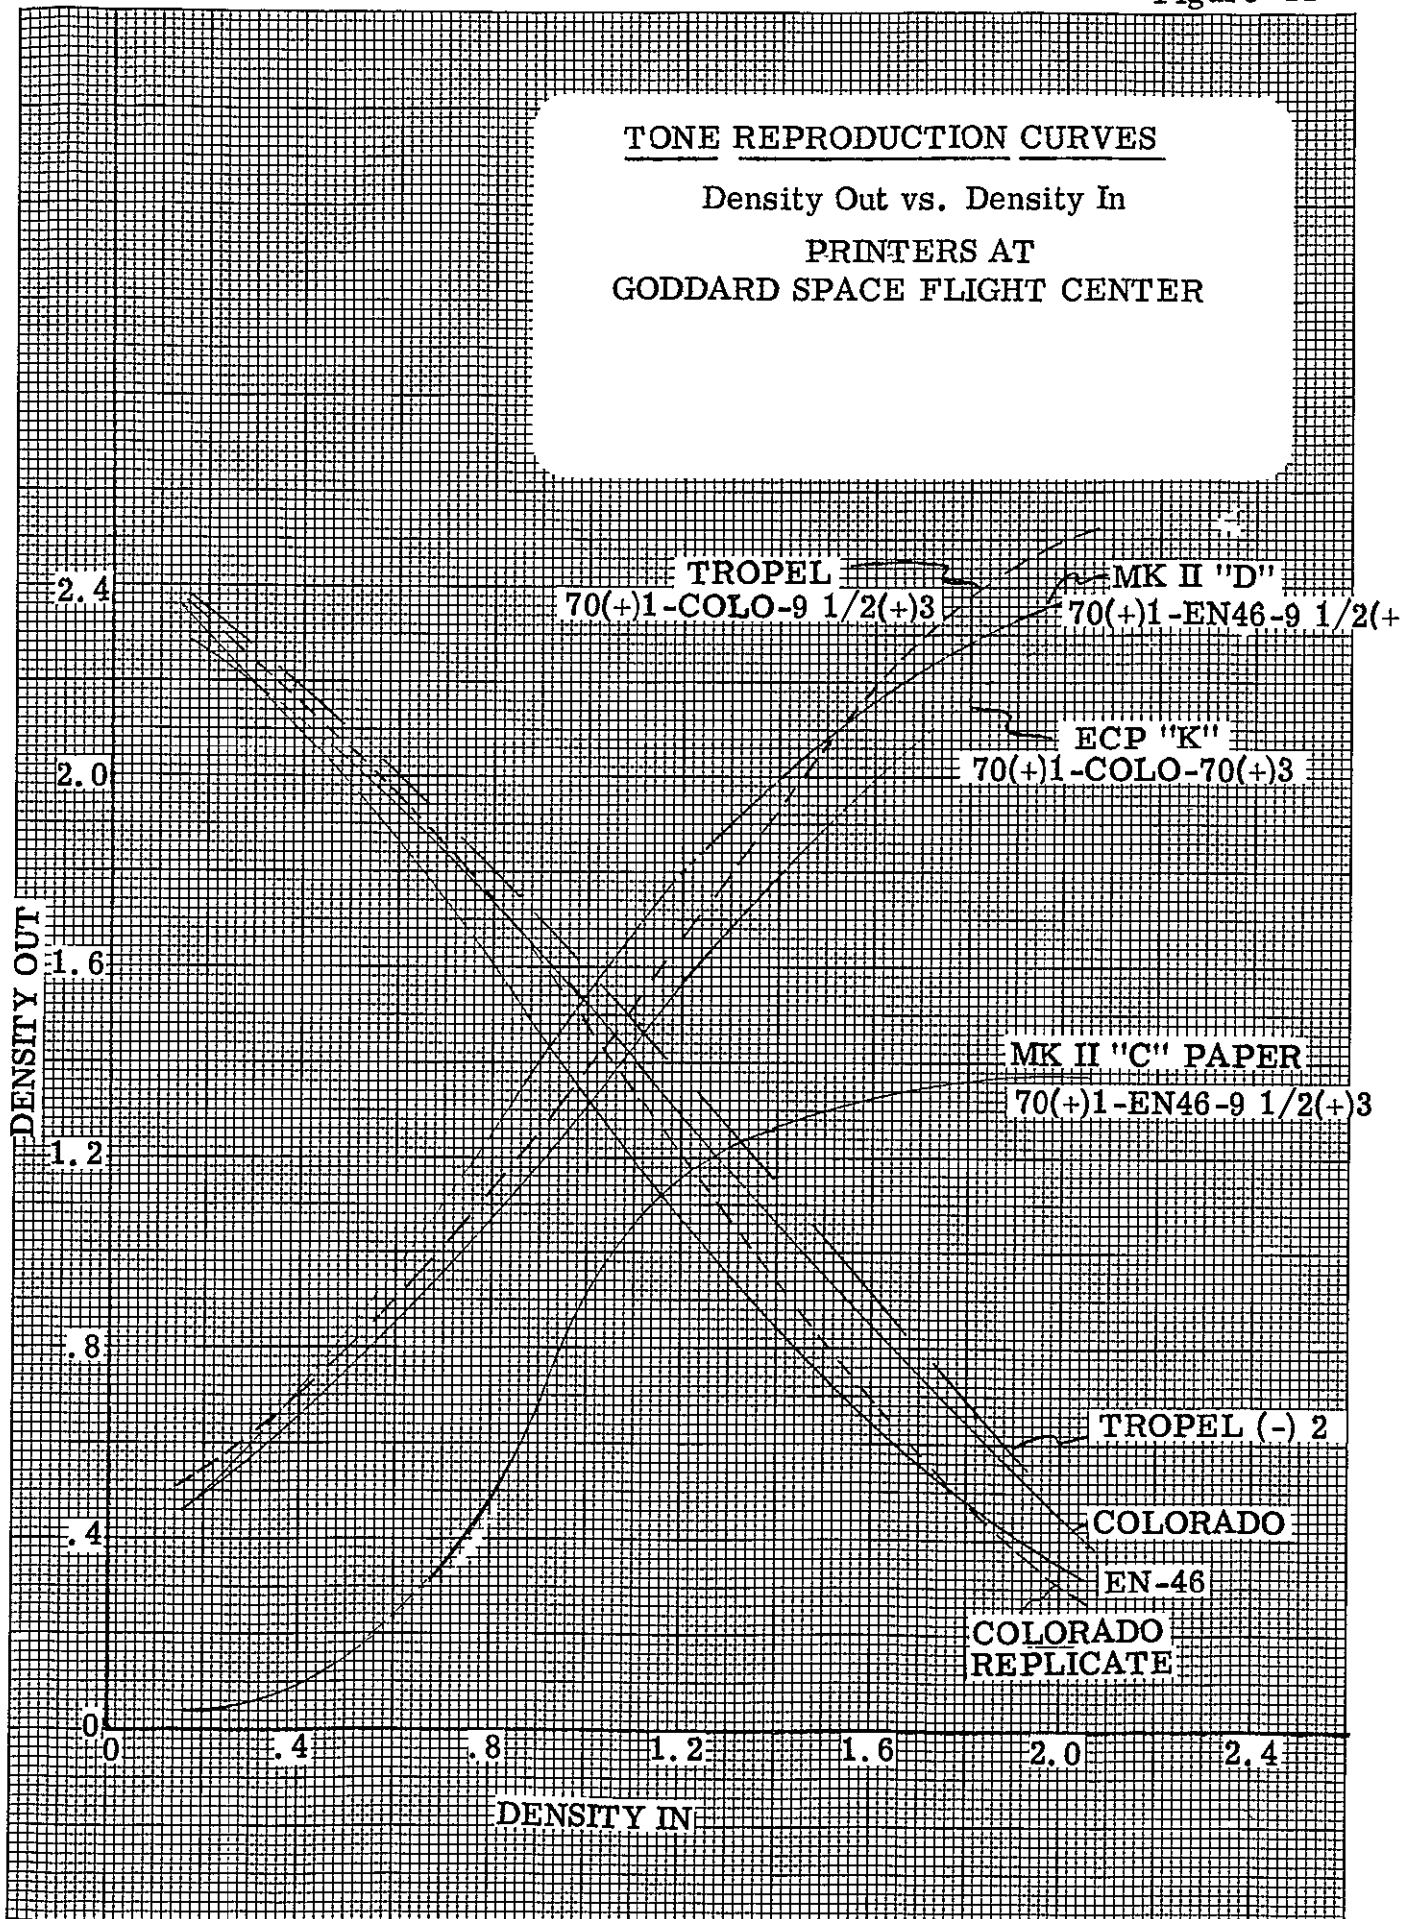 TONE REPRODUCTION CURVES
Density Out vs. Density In
PRINTERS AT
GODDARD SPACE FLIGHT CENTER
TROPEL
70(+)1-COLO-9 1/2(+)3
MK II "D"
70(+)1-EN46-9 1/2(+
ECP "K"
70(+)1-COLO-70(+)3
MK II "C" PAPER
70(+)1-EN46-9 1/2(+)3
TROPEL (-) 2
COLORADO
EN-46
COLORADO
REPLICATE
DENSITY OUT
2.4
2.0
1.6
1.2
.8
.4
0
0 .4 .8 1.2 1.6 2.0 2.4
DENSITY IN